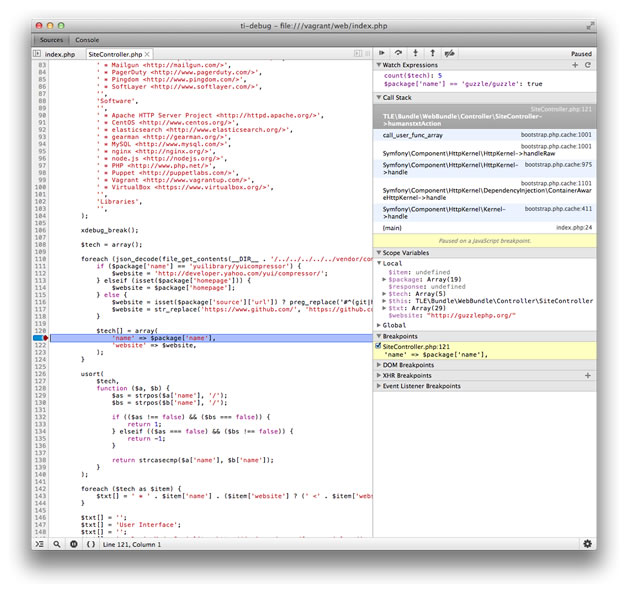 ti-debug - file:///vagrant/web/index.php
Sources Console
index.php SiteController.php × Paused
83 ' * Mailgun <http://mailgun.com/>',
84 ' * PagerDuty <http://www.pagerduty.com/>',
85 ' * Pingdom <http://www.pingdom.com/>',
86 ' * SoftLayer <http://www.softlayer.com/>',
87 '',
88 'Software',
89 '',
90 ' * Apache HTTP Server Project <http://httpd.apache.org/>',
91 ' * CentOS <http://www.centos.org/>',
92 ' * elasticsearch <http://www.elasticsearch.org/>',
93 ' * gearman <http://gearman.org/>',
94 ' * MySQL <http://www.mysql.com/>',
95 ' * nginx <http://nginx.org/>',
96 ' * node.js <http://nodejs.org/>',
97 ' * PHP <http://www.php.net/>',
98 ' * Puppet <http://puppetlabs.com/>',
99 ' * Vagrant <http://www.vagrantup.com/>',
100 ' * VirtualBox <https://www.virtualbox.org/>',
101 '',
102 'Libraries',
103 '',
104 );
105
106 xdebug_break();
107
108 $tech = array();
109
110 foreach (json_decode(file_get_contents(__DIR__ . '/../../../../../vendor/com
111 if ($package['name'] == 'yuilibrary/yuicompressor') {
112 $website = 'http://developer.yahoo.com/yui/compressor/';
113 } elseif (isset($package['homepage'])) {
114 $website = $package['homepage'];
115 } else {
116 $website = isset($package['source']['url']) ? preg_replace('#^(git|h
117 $website = str_replace('https://www.github.com/', 'https://github.co
118 }
119
120 $tech[] = array(
121 'name' => $package['name'],
122 'website' => $website,
123 );
124 }
125
126 usort(
127 $tech,
128 function ($a, $b) {
129 $as = strpos($a['name'], '/');
130 $bs = strpos($b['name'], '/');
131
132 if (($as !== false) && ($bs === false)) {
133 return 1;
134 } elseif (($as === false) && ($bs !== false)) {
135 return -1;
136 }
137
138 return strcasecmp($a['name'], $b['name']);
139 }
140 );
141
142 foreach ($tech as $item) {
143 $txt[] = ' * ' . $item['name'] . ($item['website'] ? (' <' . $item['webs
144 }
145
146 $txt[] = '';
147 $txt[] = 'User Interface';
148 $txt[] = '';
Line 121, Column 1
Watch Expressions
count($tech): 5
$package['name'] == 'guzzle/guzzle': true
Call Stack
SiteController.php:121
TLE\Bundle\WebBundle\Controller\SiteController-
>humanstxtAction
call_user_func_array bootstrap.php.cache:1001
bootstrap.php.cache:1001
Symfony\Component\HttpKernel\HttpKernel->handleRaw
Symfony\Component\HttpKernel\HttpKernel- bootstrap.php.cache:975
>handle
bootstrap.php.cache:1101
Symfony\Component\HttpKernel\DependencyInjection\ContainerAwa
reHttpKernel->handle
Symfony\Component\HttpKernel\Kernel- bootstrap.php.cache:411
>handle
{main} index.php:24
Paused on a JavaScript breakpoint.
Scope Variables
Local
$item: undefined
$package: Array(19)
$response: undefined
$tech: Array(5)
$this: TLE\Bundle\WebBundle\Controller\SiteController
$txt: Array(29)
$website: "http://guzzlephp.org/"
Global
Breakpoints
SiteController.php:121
'name' => $package['name'],
DOM Breakpoints
XHR Breakpoints
Event Listener Breakpoints